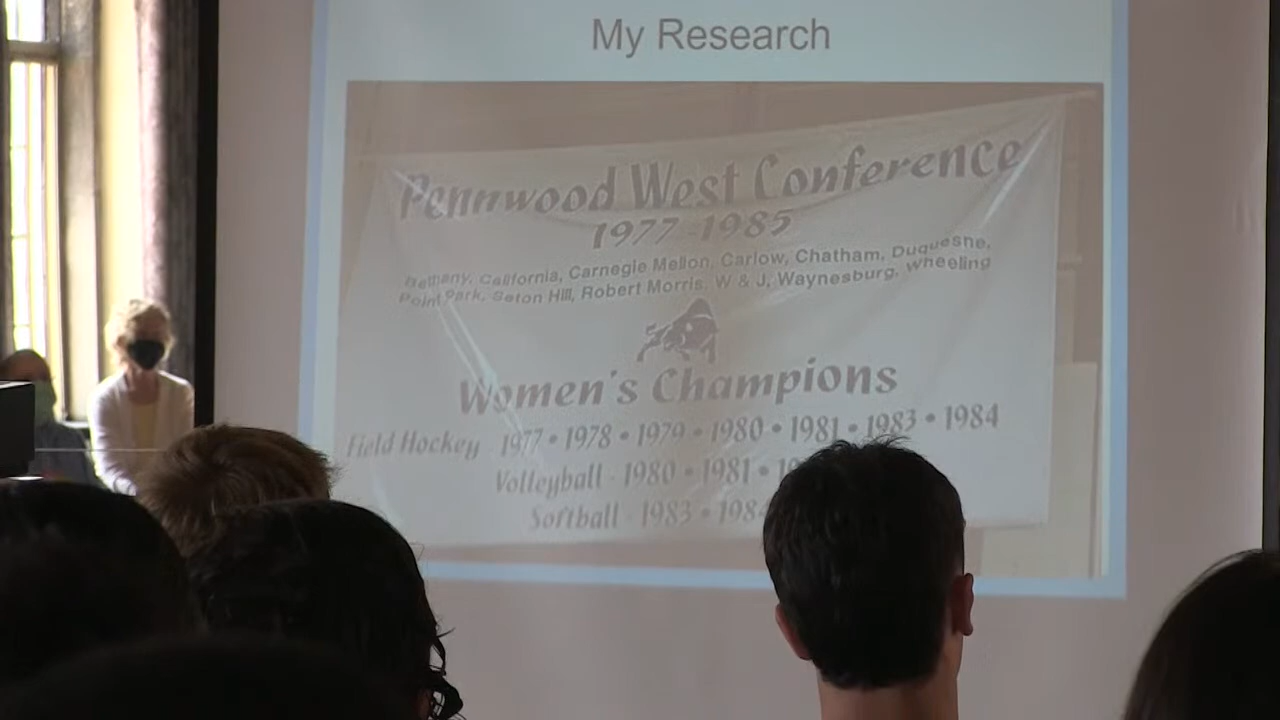 My Research
Pennwood West Conference
1977-1985
Bethany, California, Carnegie Mellon, Carlow, Chatham, Duquesne,
Point Park, Seton Hill, Robert Morris, W & J, Waynesburg, Wheeling
Women's Champions
Field Hockey - 1977 • 1978 • 1979 • 1980 • 1981 • 1983 • 1984
Volleyball - 1980 • 1981 •
Softball - 1983 • 1984